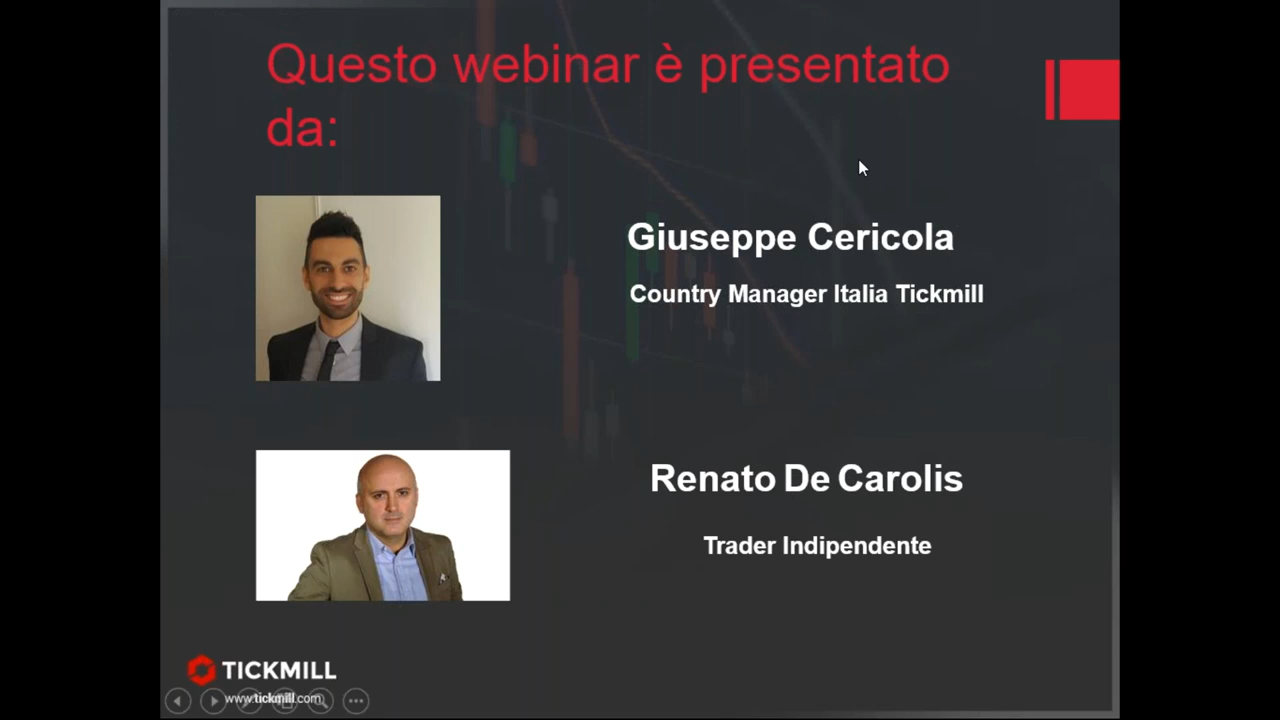 Questo webinar è presentato
da:
Giuseppe Cericola
Country Manager Italia Tickmill
Renato De Carolis
Trader Indipendente
TICKMILL
www.tickmill.com